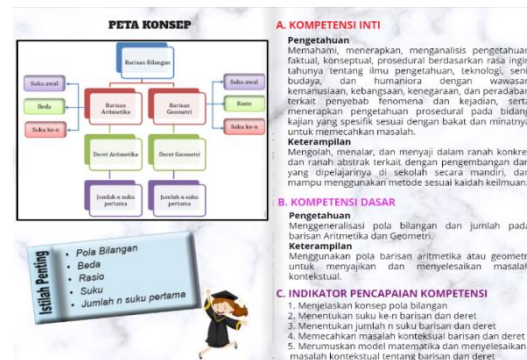 PETA KONSEP
Barisan Bilangan
Suku awal
Beda
Suku ke-n
Barisan Aritmetika
Barisan Geometri
Suku awal
Rasio
Suku ke-n
Deret Aritmetika
Deret Geometri
Jumlah n suku pertama
Jumlah n suku pertama
Istilah Penting
• Pola Bilangan
• Beda
• Rasio
• Suku
• Jumlah n suku pertama
A. KOMPETENSI INTI
Pengetahuan
Memahami, menerapkan, menganalisis pengetahuan
faktual, konseptual, prosedural berdasarkan rasa ingin
tahunya tentang ilmu pengetahuan, teknologi, seni,
budaya, dan humaniora dengan wawasan
kemanusiaan, kebangsaan, kenegaraan, dan peradaban
terkait penyebab fenomena dan kejadian, serta
menerapkan pengetahuan prosedural pada bidang
kajian yang spesifik sesuai dengan bakat dan minatnya
untuk memecahkan masalah.
Keterampilan
Mengolah, menalar, dan menyaji dalam ranah konkret
dan ranah abstrak terkait dengan pengembangan dari
yang dipelajarinya di sekolah secara mandiri, dan
mampu menggunakan metode sesuai kaidah keilmuan.
B. KOMPETENSI DASAR
Pengetahuan
Menggeneralisasi pola bilangan dan jumlah pada
barisan Aritmetika dan Geometri.
Keterampilan
Menggunakan pola barisan aritmetika atau geometri
untuk menyajikan dan menyelesaikan masalah
kontekstual.
C. INDIKATOR PENCAPAIAN KOMPETENSI
1. Menjelaskan konsep pola bilangan
2. Menentukan suku ke-n barisan dan deret
3. Menentukan jumlah n suku barisan dan deret
4. Memecahkan masalah konteksual barisan dan deret
5. Merumuskan model matematika dan menyelesaikan
masalah kontekstual tentang barisan dan deret